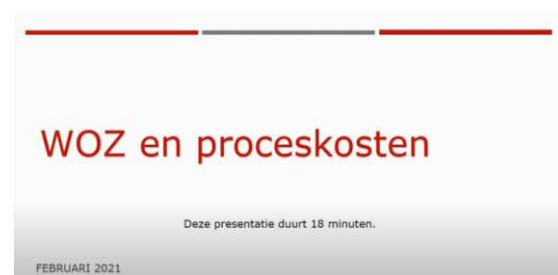 WOZ en proceskosten
Deze presentatie duurt 18 minuten.
FEBRUARI 2021